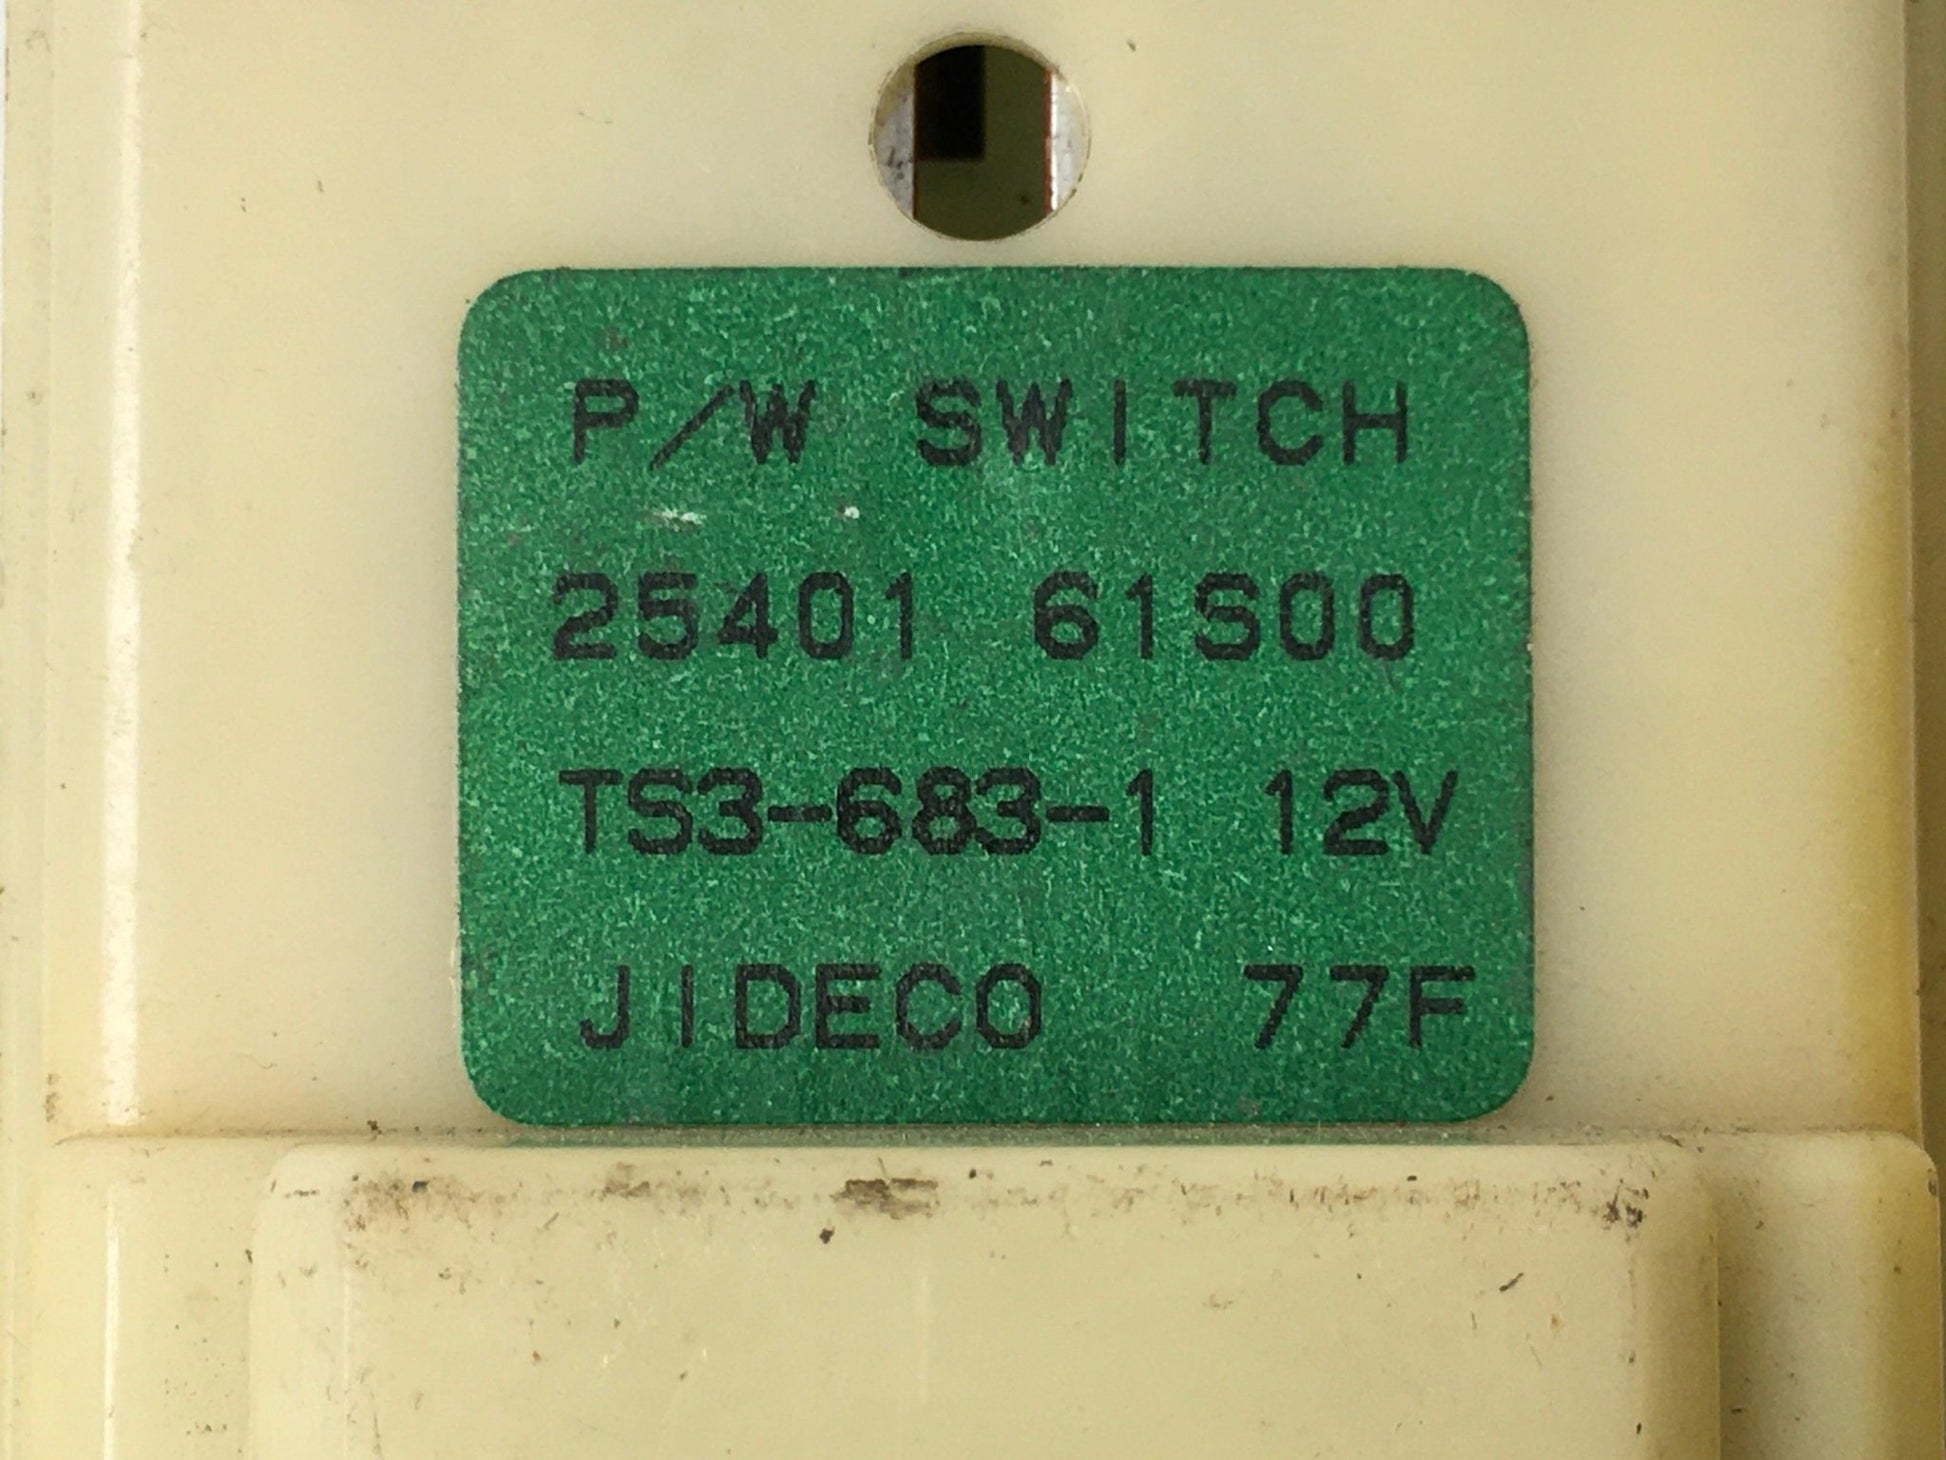 P/W SWITCH
25401 61S00
TS3-683-1 12V
JIDECO 77F